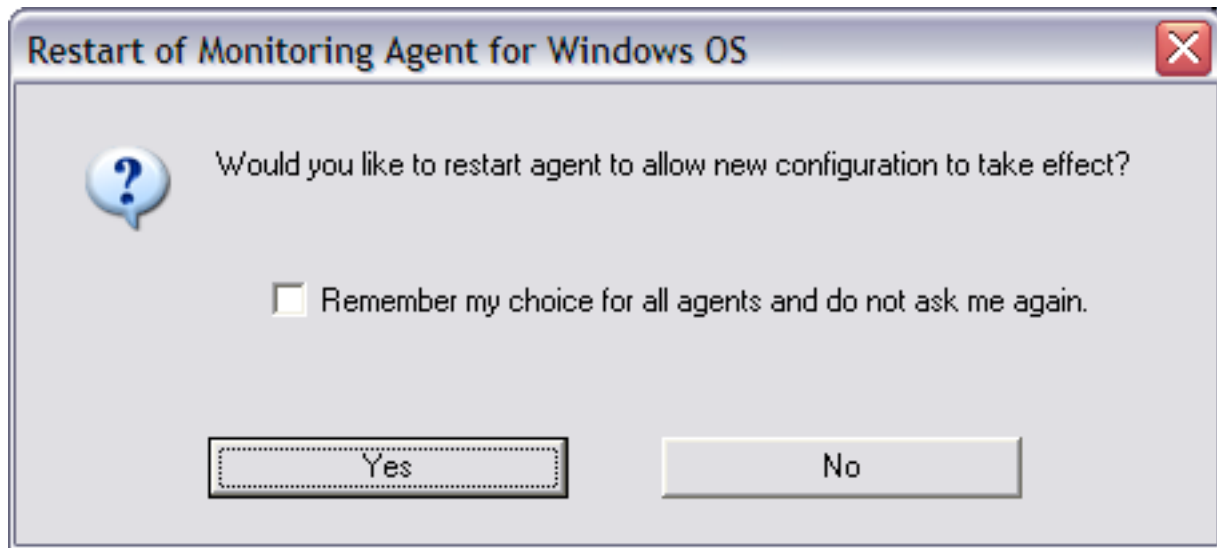 Restart of Monitoring Agent for Windows OS
Would you like to restart agent to allow new configuration to take effect?
Remember my choice for all agents and do not ask me again.
Yes
No